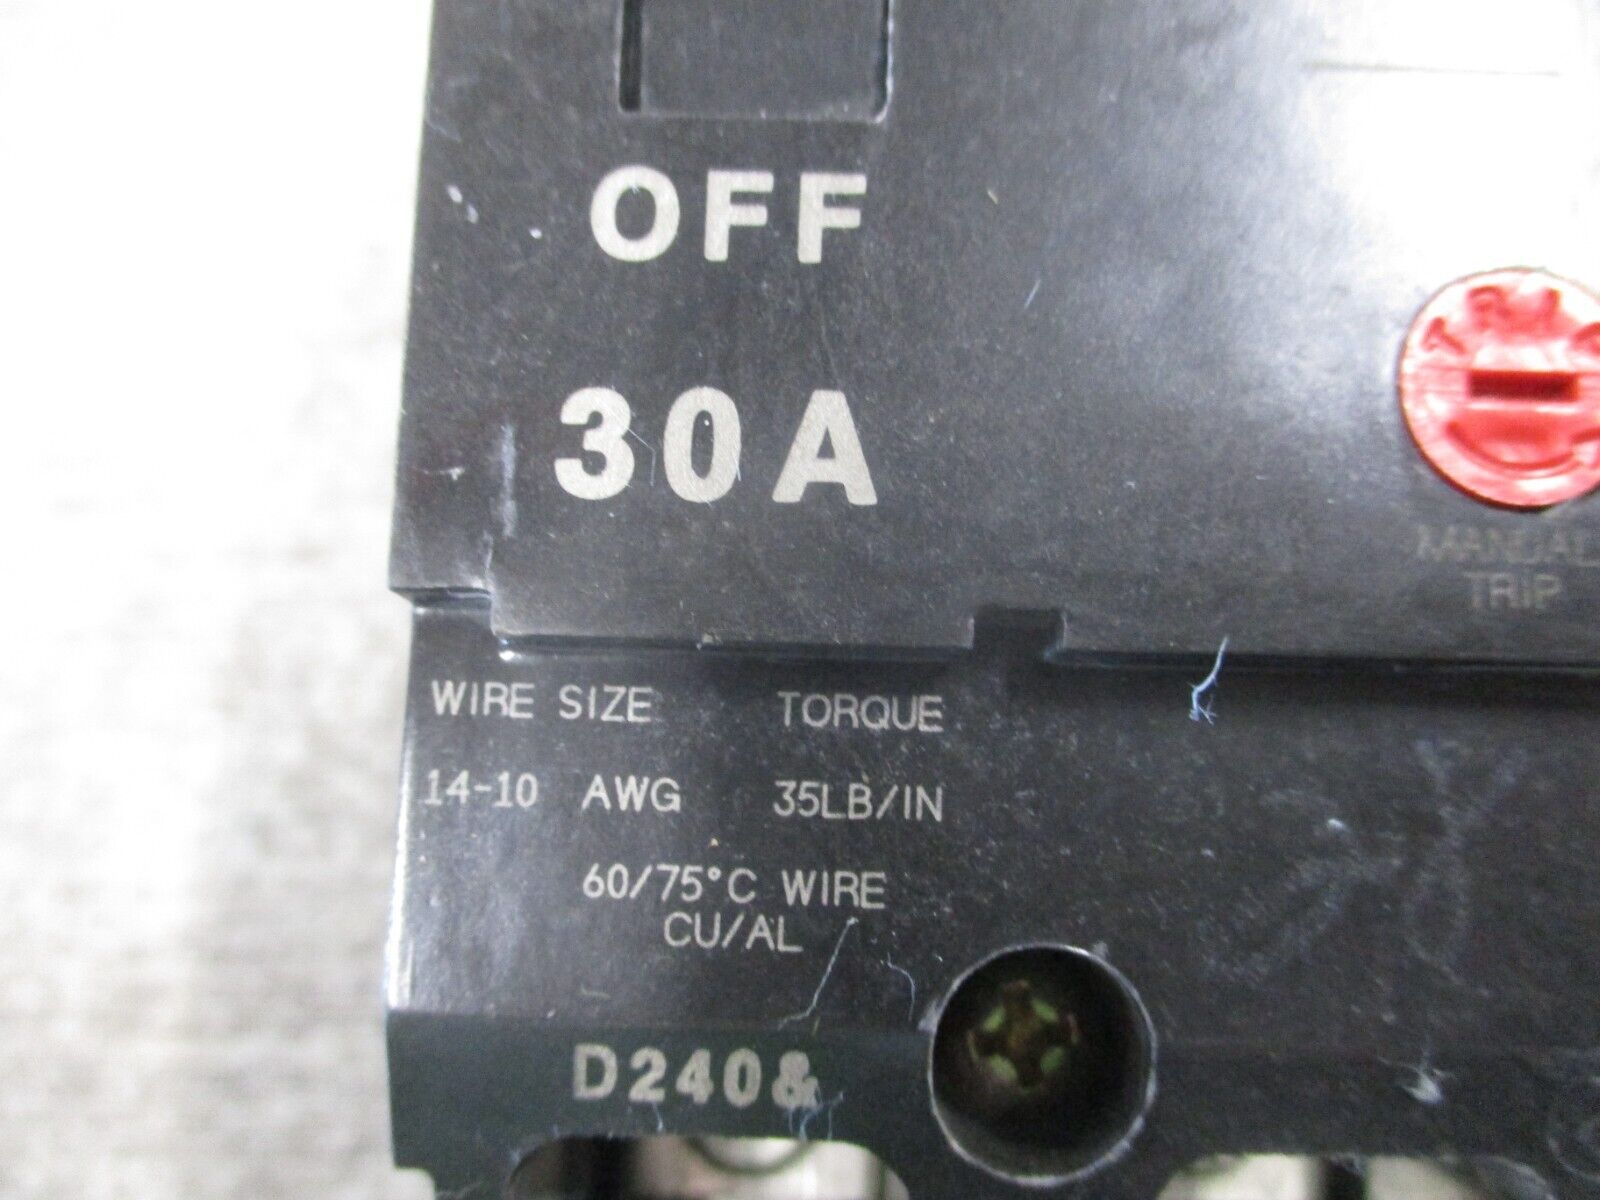 OFF
30A
MANUAL
TRIP
WIRE SIZE TORQUE
14-10 AWG 35LB/IN
60/75°C WIRE
CU/AL
D240&